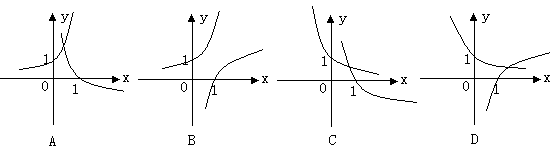 y y y y
1 1 1 1
x x x x
0 1 0 1 0 1 0 1
A B C D